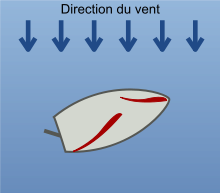 Direction du vent